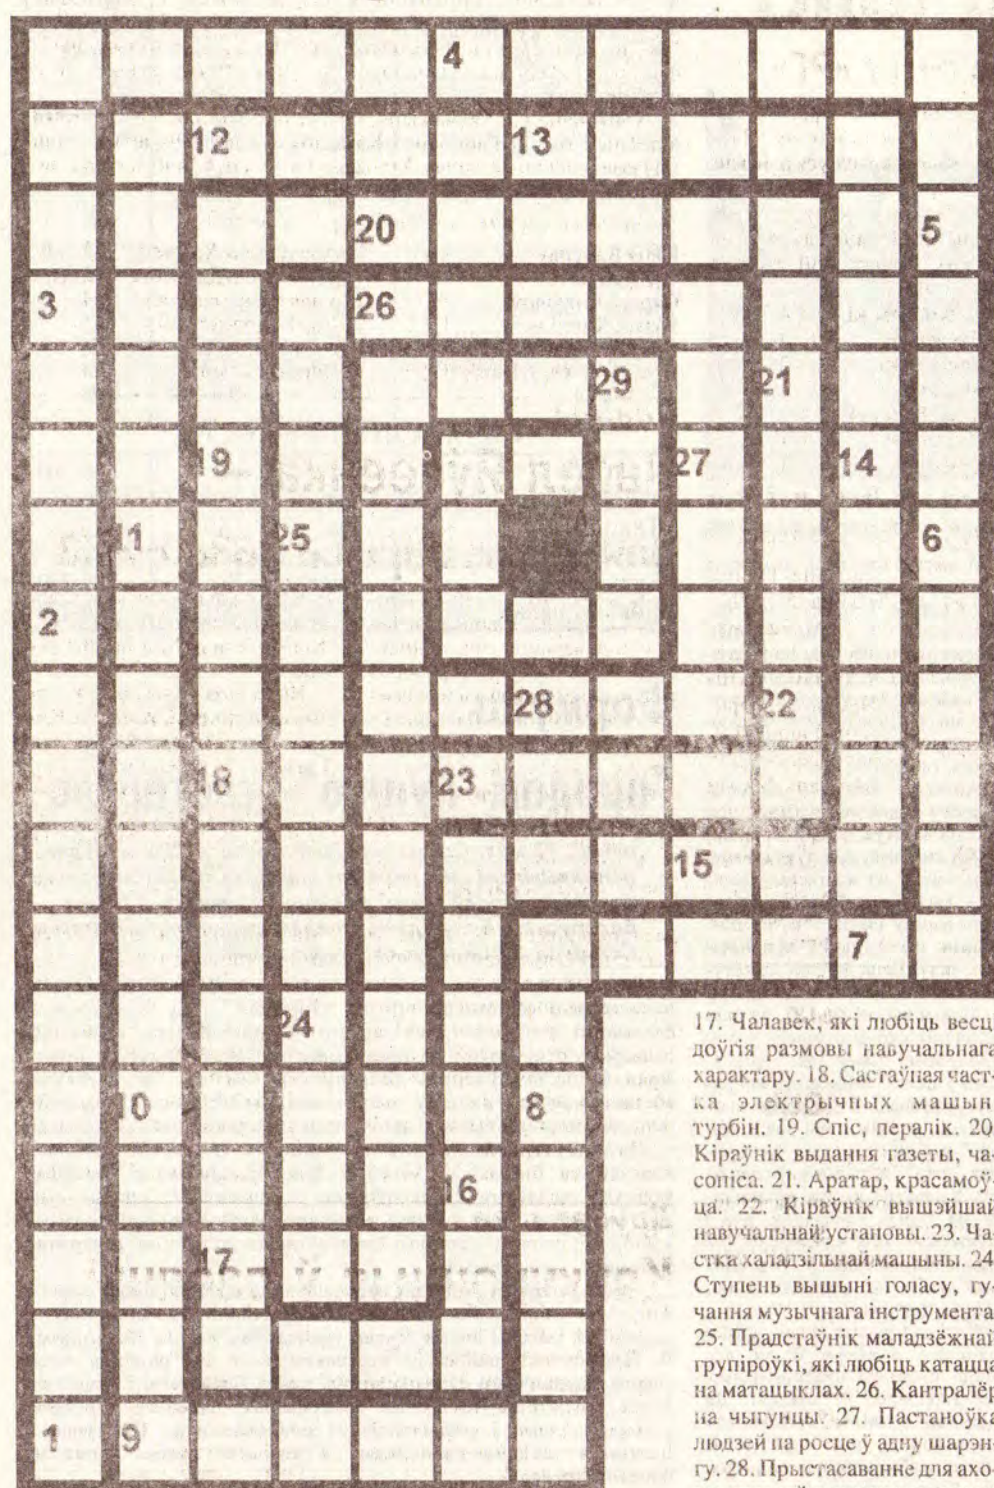 4
12 13
20 5
3 26
29 21
19 27 14
11 25 6
2
28 22
18 23
15
7
24
10 8
16
17
1 9
17. Чалавек, які любіць весці
доўгія размовы навучальнага
характару. 18. Састаўная част-
ка электрычных машын,
турбін. 19. Спіс, пералік. 20.
Кіраўнік выдання газеты, ча-
сопіса. 21. Аратар, красамоў-
ца. 22. Кіраўнік вышэйшай
навучальнай установы. 23. Ча-
стка халадзільнай машыны. 24.
Ступень вышыні голасу, гу-
чання музычнага інструмента.
25. Прадстаўнік маладзёжнай
групіроўкі, які любіць катацца
на матацыклах. 26. Кантралёр
на чыгунцы. 27. Пастаноўка
людзей па росце ў адну шарэн-
гу. 28. Прыстасаванне для ахо-